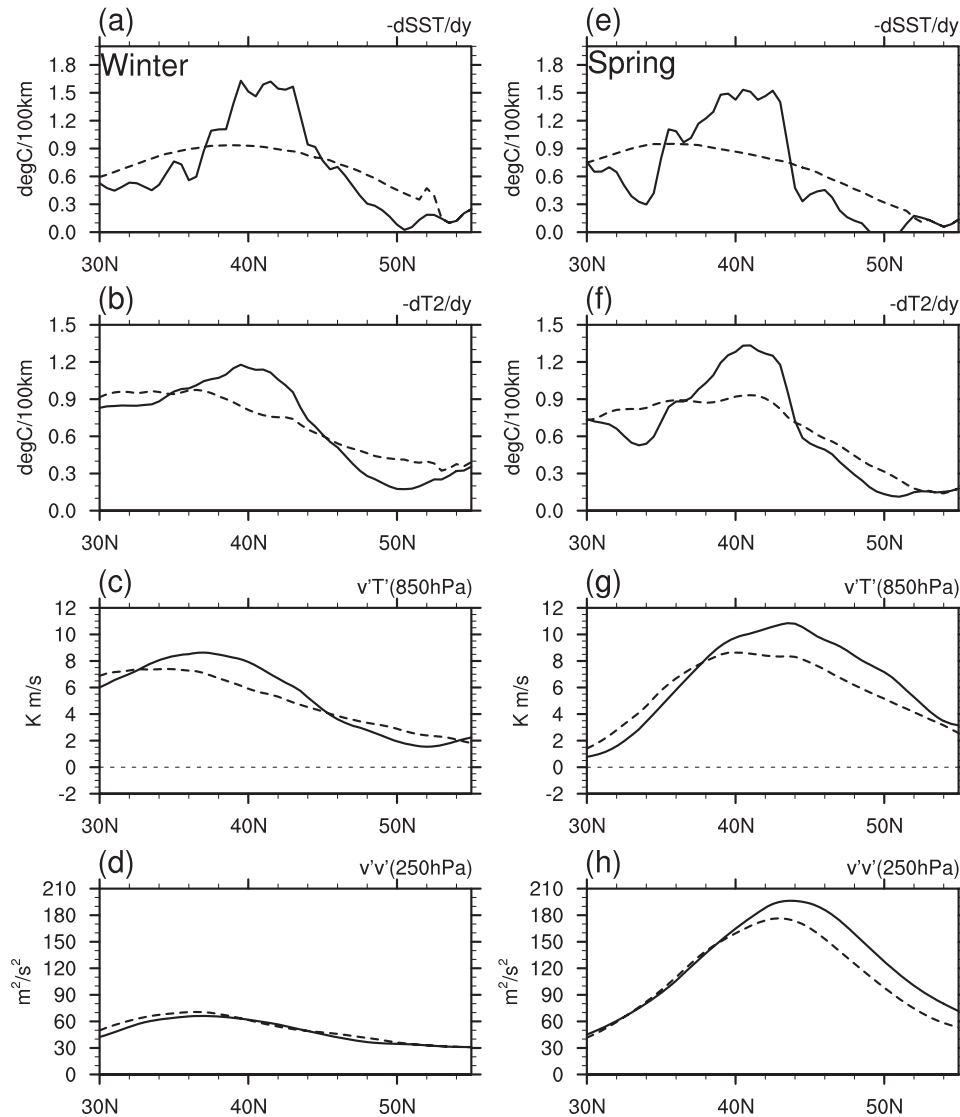 (a) -dSST/dy
Winter
degC/100km
1.8
1.5
1.2
0.9
0.6
0.3
0.0
30N 40N 50N
(b) -dT2/dy
degC/100km
1.5
1.2
0.9
0.6
0.3
0.0
30N 40N 50N
(c) v'T'(850hPa)
K m/s
12
10
8
6
4
2
0
-2
30N 40N 50N
(d) v'v'(250hPa)
m²/s²
210
180
150
120
90
60
30
0
30N 40N 50N
(e) -dSST/dy
Spring
degC/100km
1.8
1.5
1.2
0.9
0.6
0.3
0.0
30N 40N 50N
(f) -dT2/dy
degC/100km
1.5
1.2
0.9
0.6
0.3
0.0
30N 40N 50N
(g) v'T'(850hPa)
K m/s
12
10
8
6
4
2
0
-2
30N 40N 50N
(h) v'v'(250hPa)
m²/s²
210
180
150
120
90
60
30
0
30N 40N 50N